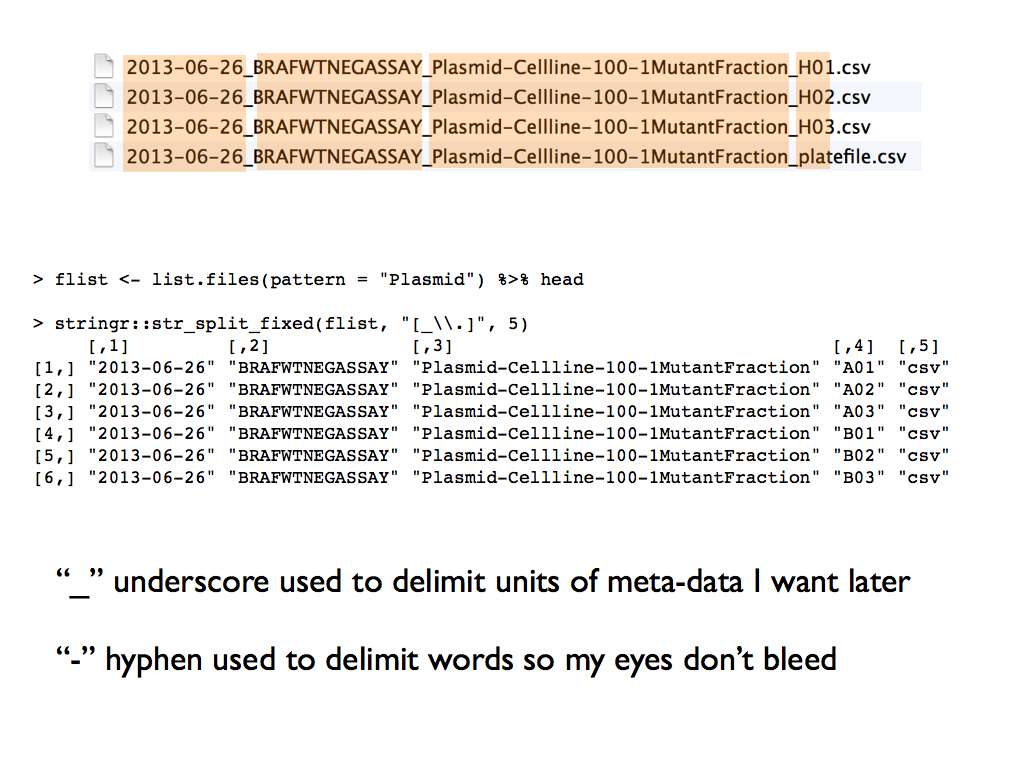 2013-06-26_BRAFWTNEGASSAY_Plasmid-Cellline-100-1MutantFraction_H01.csv
2013-06-26_BRAFWTNEGASSAY_Plasmid-Cellline-100-1MutantFraction_H02.csv
2013-06-26_BRAFWTNEGASSAY_Plasmid-Cellline-100-1MutantFraction_H03.csv
2013-06-26_BRAFWTNEGASSAY_Plasmid-Cellline-100-1MutantFraction_platefile.csv
> flist <- list.files(pattern = "Plasmid") %>% head
> stringr::str_split_fixed(flist, "[_\\.]", 5)
[,1] [,2] [,3] [,4] [,5]
[1,] "2013-06-26" "BRAFWTNEGASSAY" "Plasmid-Cellline-100-1MutantFraction" "A01" "csv"
[2,] "2013-06-26" "BRAFWTNEGASSAY" "Plasmid-Cellline-100-1MutantFraction" "A02" "csv"
[3,] "2013-06-26" "BRAFWTNEGASSAY" "Plasmid-Cellline-100-1MutantFraction" "A03" "csv"
[4,] "2013-06-26" "BRAFWTNEGASSAY" "Plasmid-Cellline-100-1MutantFraction" "B01" "csv"
[5,] "2013-06-26" "BRAFWTNEGASSAY" "Plasmid-Cellline-100-1MutantFraction" "B02" "csv"
[6,] "2013-06-26" "BRAFWTNEGASSAY" "Plasmid-Cellline-100-1MutantFraction" "B03" "csv"
“_” underscore used to delimit units of meta-data I want later
“-” hyphen used to delimit words so my eyes don’t bleed